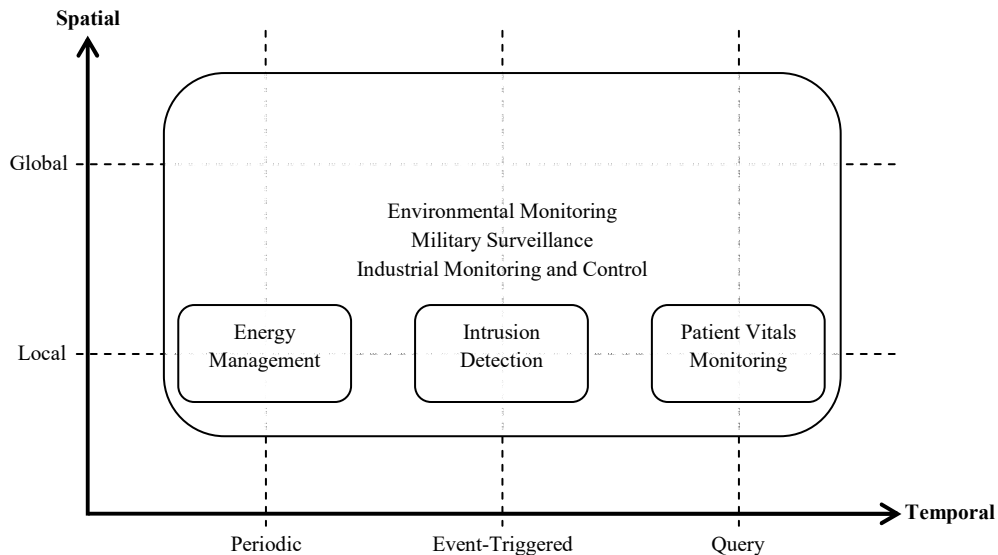 Spatial
Global
Environmental Monitoring
Military Surveillance
Industrial Monitoring and Control
Local
Energy
Management
Intrusion
Detection
Patient Vitals
Monitoring
Temporal
Periodic
Event-Triggered
Query